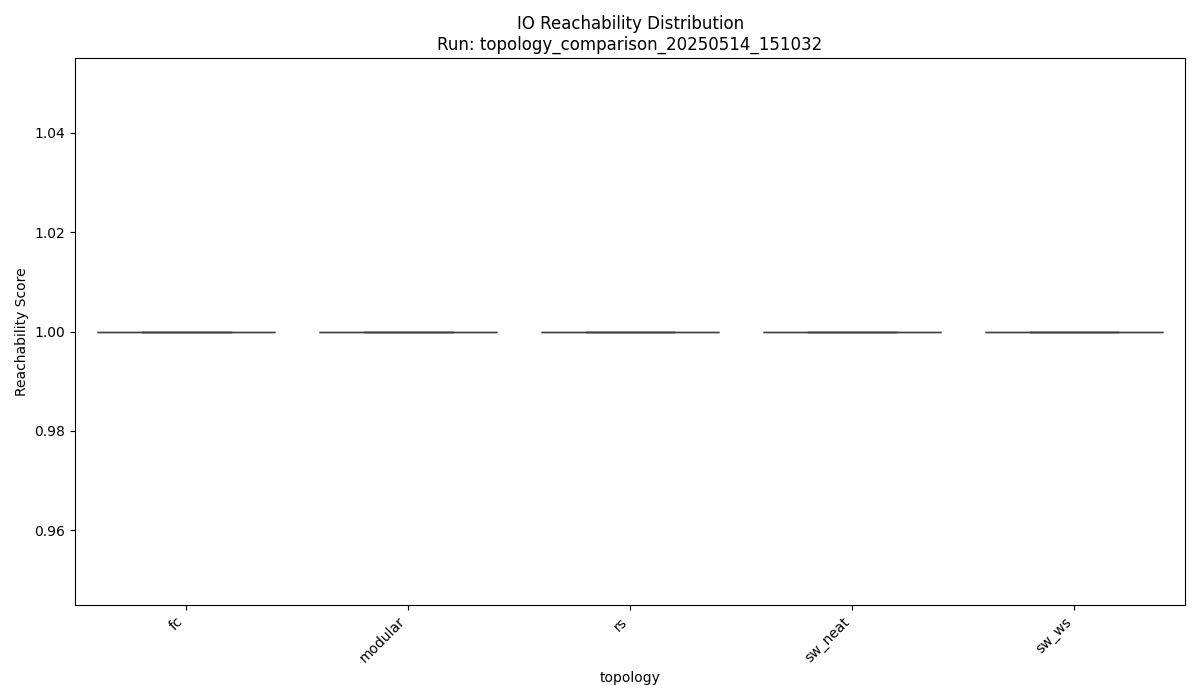 IO Reachability Distribution
Run: topology_comparison_20250514_151032
Reachability Score
1.04
1.02
1.00
0.98
0.96
fc
modular
rs
sw_neat
sw_ws
topology